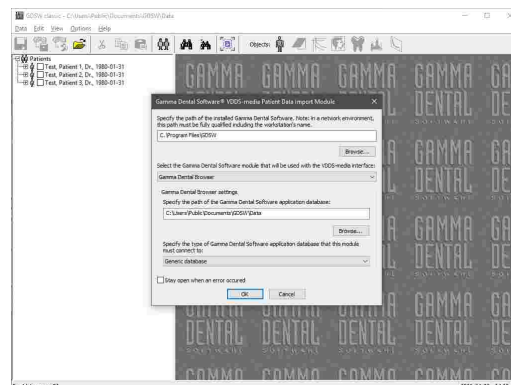 GDSW classic - C:\Users\Public\Documents\GDSW\Data
Data Edit View Options Help
Objects:
Patients
Test, Patient 1, Dr., 1980-01-31
Test, Patient 2, Dr., 1980-01-31
Test, Patient 3, Dr., 1980-01-31
Gamma Dental Software® VDDS-media Patient Data import Module
Specify the path of the installed Gamma Dental Software. Note: in a network environment,
this path must be fully qualified including the workstation's name.
C:\Program Files\GDSW
Browse...
Select the Gamma Dental Software module that will be used with the VDDS-media interface:
Gamma Dental Browser
Gamma Dental Browser settings
Specify the path of the Gamma Dental Software application database:
C:\Users\Public\Documents\GDSW\Data
Browse...
Specify the type of Gamma Dental Software application database that this module
must connect to:
Generic database
Stay open when an error occured
OK Cancel
GAMMA
DENTAL
SOFTWARE